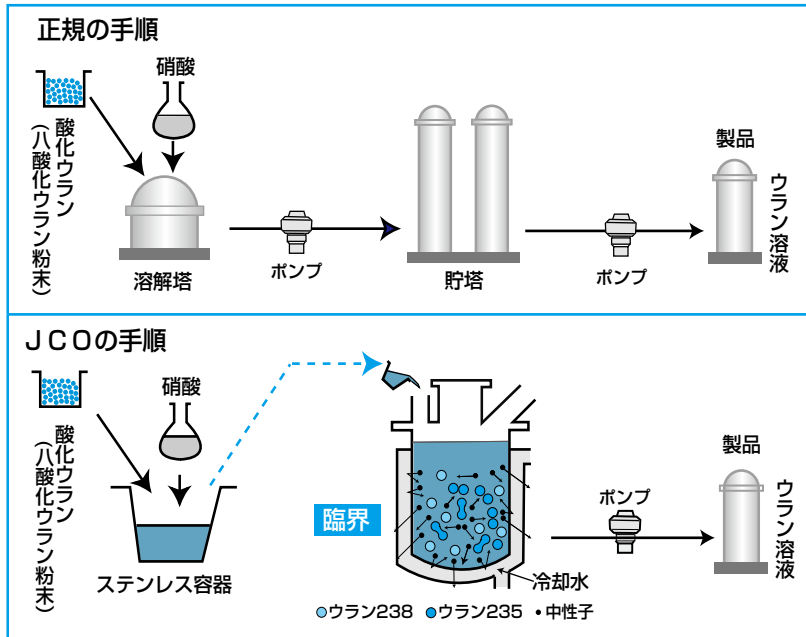 正規の手順
硝酸
酸化ウラン
(八酸化ウラン粉末)
溶解塔
ポンプ
貯塔
ポンプ
製品
ウラン溶液
JCOの手順
硝酸
酸化ウラン
(八酸化ウラン粉末)
ステンレス容器
臨界
冷却水
ポンプ
製品
ウラン溶液
ウラン238 ウラン235 ・中性子